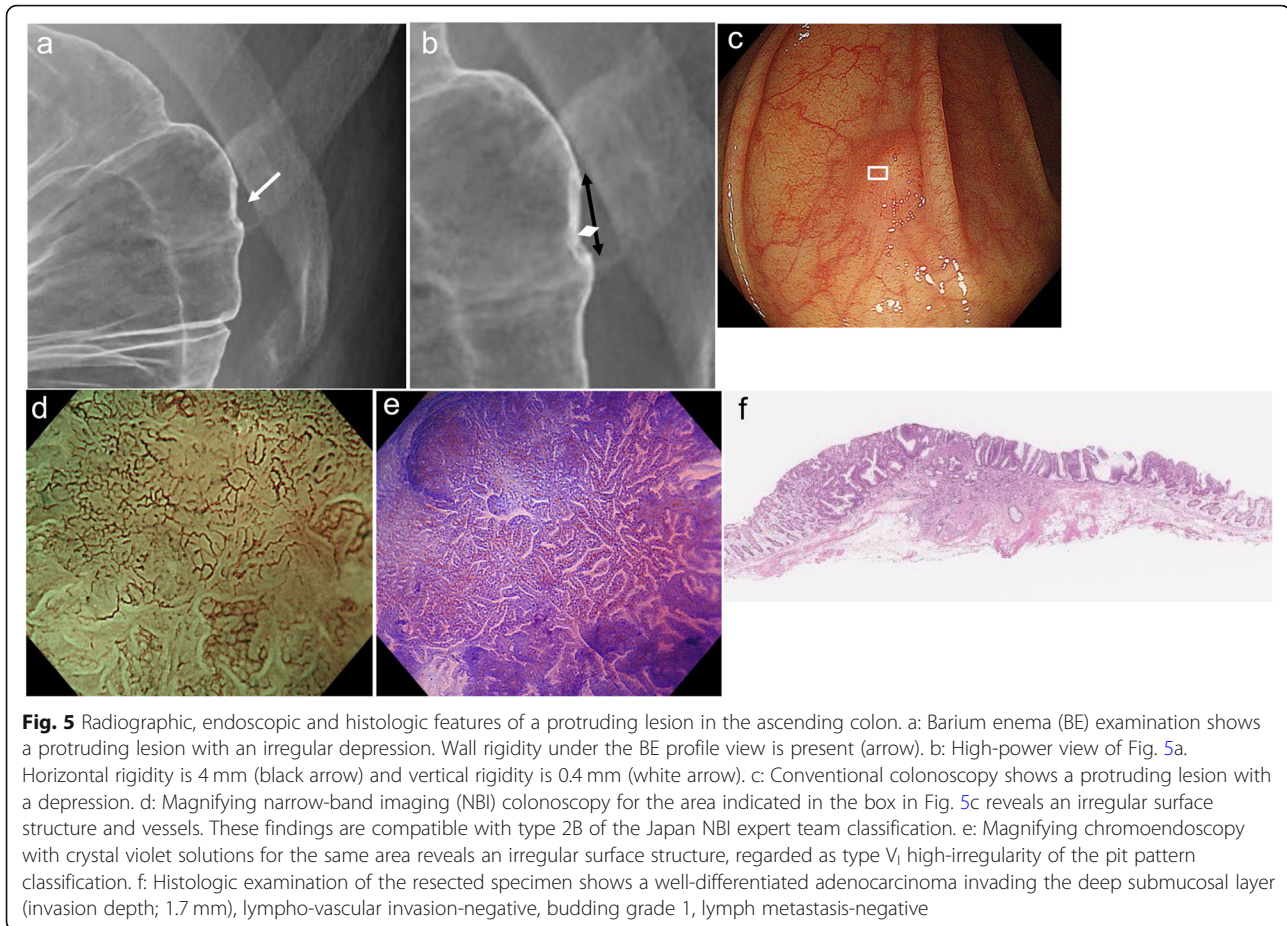 a
b
c
d
e
f
Fig. 5 Radiographic, endoscopic and histologic features of a protruding lesion in the ascending colon. a: Barium enema (BE) examination shows
a protruding lesion with an irregular depression. Wall rigidity under the BE profile view is present (arrow). b: High-power view of Fig. 5a.
Horizontal rigidity is 4 mm (black arrow) and vertical rigidity is 0.4 mm (white arrow). c: Conventional colonoscopy shows a protruding lesion with
a depression. d: Magnifying narrow-band imaging (NBI) colonoscopy for the area indicated in the box in Fig. 5c reveals an irregular surface
structure and vessels. These findings are compatible with type 2B of the Japan NBI expert team classification. e: Magnifying chromoendoscopy
with crystal violet solutions for the same area reveals an irregular surface structure, regarded as type VI high-irregularity of the pit pattern
classification. f: Histologic examination of the resected specimen shows a well-differentiated adenocarcinoma invading the deep submucosal layer
(invasion depth; 1.7 mm), lympho-vascular invasion-negative, budding grade 1, lymph metastasis-negative